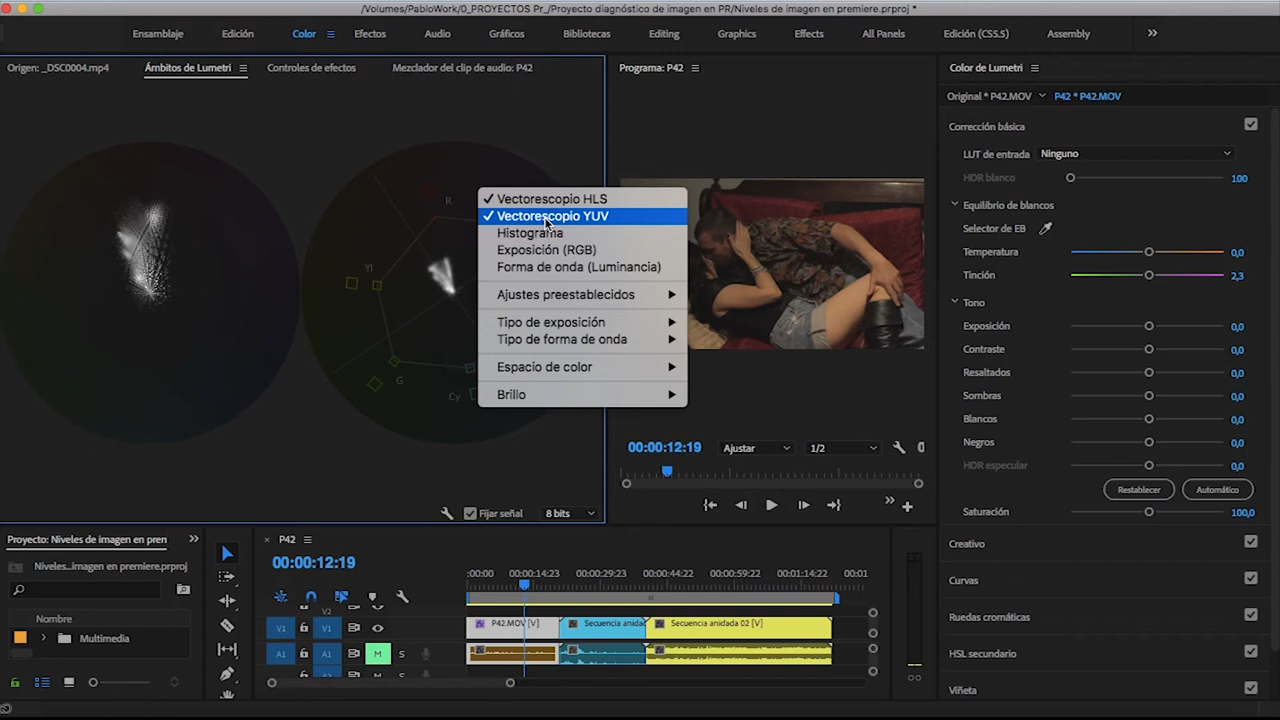 /Volumes/PabloWork/0_PROYECTOS Pr_/Proyecto diagnóstico de imagen en PR/Niveles de imagen en premiere.prproj *
Ensamblaje Edición Color Efectos Audio Gráficos Bibliotecas Editing Graphics Effects All Panels Edición (CS5.5) Assembly
Origen: _DSC0004.mp4 Ámbitos de Lumetri Controles de efectos Mezclador del clip de audio: P42
Programa: P42
Color de Lumetri
Original * P42.MOV P42 * P42.MOV
Corrección básica
LUT de entrada Ninguno
HDR blanco 100
Equilibrio de blancos
Selector de EB
Temperatura 0,0
Tinción 2,3
Tono
Exposición 0,0
Contraste 0,0
Resaltados 0,0
Sombras 0,0
Blancos 0,0
Negros 0,0
HDR especular 0,0
Restablecer Automático
Saturación 100,0
Creativo
Curvas
Ruedas cromáticas
HSL secundario
Viñeta
R
Yl
G
Cy
Vectorescopio HLS
Vectorescopio YUV
Histograma
Exposición (RGB)
Forma de onda (Luminancia)
Ajustes preestablecidos
Tipo de exposición
Tipo de forma de onda
Espacio de color
Brillo
Fijar señal 8 bits
00:00:12:19 Ajustar 1/2
Proyecto: Niveles de imagen en pren
Niveles...imagen en premiere.prproj
Nombre
Multimedia
P42
00:00:12:19
:00:00 00:00:14:23 00:00:29:23 00:00:44:22 00:00:59:22 00:01:14:22 00:01
V2
V1 V1 P42.MOV [V] Secuencia anidac Secuencia anidada 02 [V]
A1 A1 M S